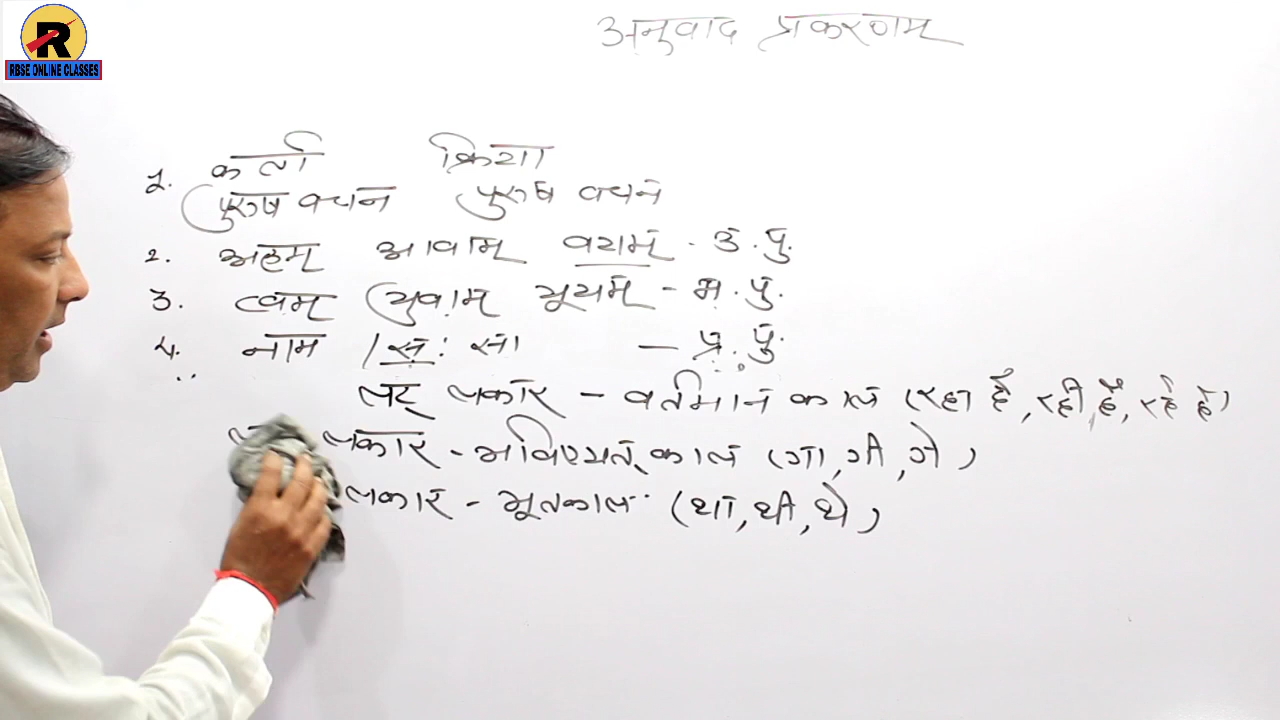 R
RBSE ONLINE CLASSES
अनुवाद प्रकरणम्
1. कर्ता क्रिया
पुरुष वचन पुरुष वचन
2. अहम् आवाम् वयम् - उ. पु.
3. त्वम् युवाम् यूयम् - म. पु.
4. नाम / सः सा - प्र. पु.
लट् लकार - वर्तमान काल (रहा है, रही है, रहे है)
लकार - भविष्यत् काल (गा, गी, गे)
लकार - भूतकाल (था, थी, थे)